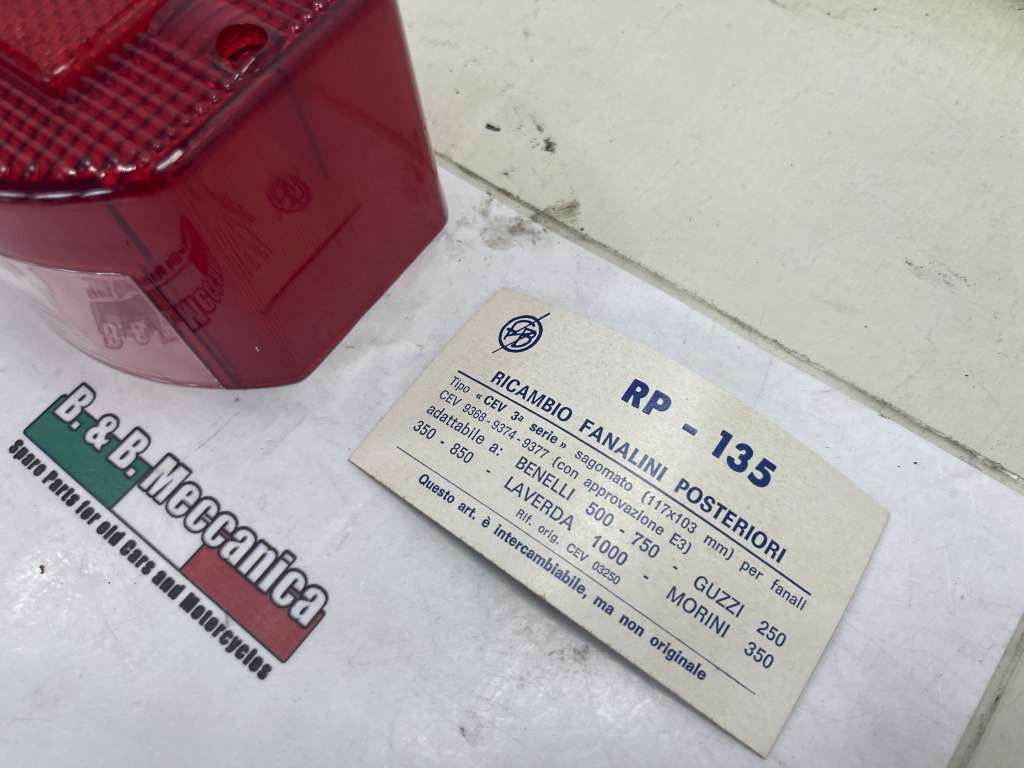 RP - 135
RICAMBIO FANALINI POSTERIORI
Tipo «CEV 3ª serie» sagomato (117x103 mm) per fanali
CEV 9368-9374-9377 (con approvazione E3)
adattabile a: BENELLI 500 - 750 - GUZZI 250
350 - 850 - LAVERDA 1000 - MORINI 350
Rif. orig. CEV 03250
Questo art. è intercambiabile, ma non originale
B. & B. Meccanica
Spare Parts for old Cars and Motorcycles